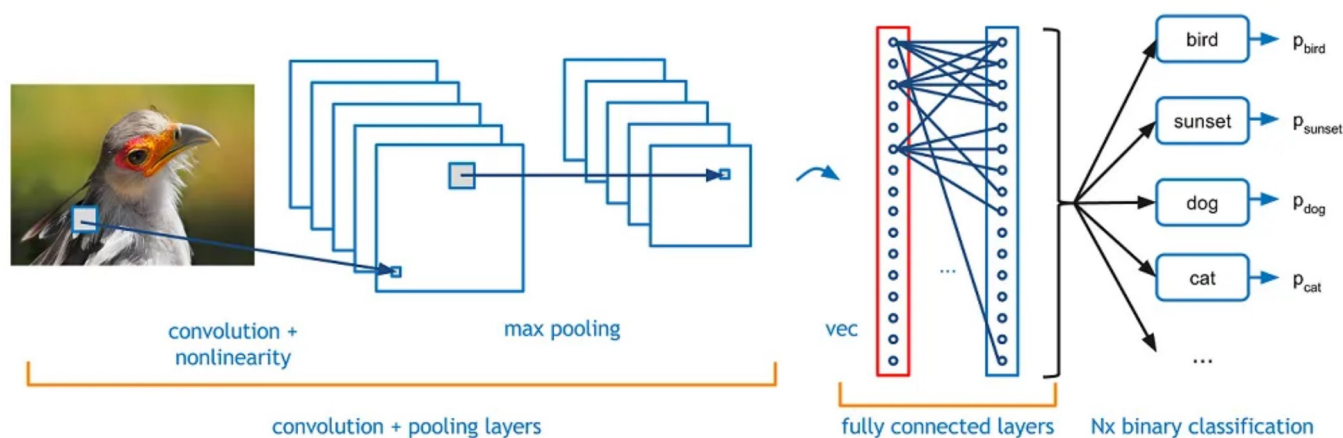 bird
p_bird
sunset
p_sunset
dog
p_dog
...
cat
p_cat
convolution +
nonlinearity
max pooling
vec
...
convolution + pooling layers
fully connected layers
Nx binary classification